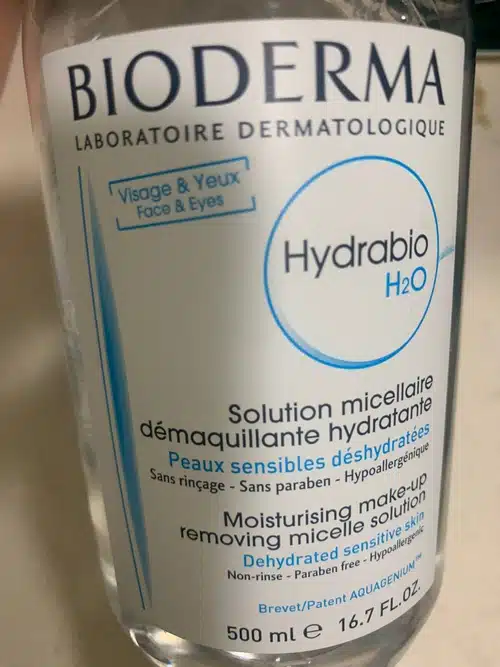 BIODERMA
LABORATOIRE DERMATOLOGIQUE
Visage & Yeux
Face & Eyes
Hydrabio
H2O
Solution micellaire
démaquillante hydratante
Peaux sensibles déshydratées
Sans rinçage - Sans paraben - Hypoallergénique
Moisturising make-up
removing micelle solution
Dehydrated sensitive skin
Non-rinse - Paraben free - Hypoallergenic
Brevet/Patent AQUAGENIUM™
500 ml e 16.7 FL.OZ.